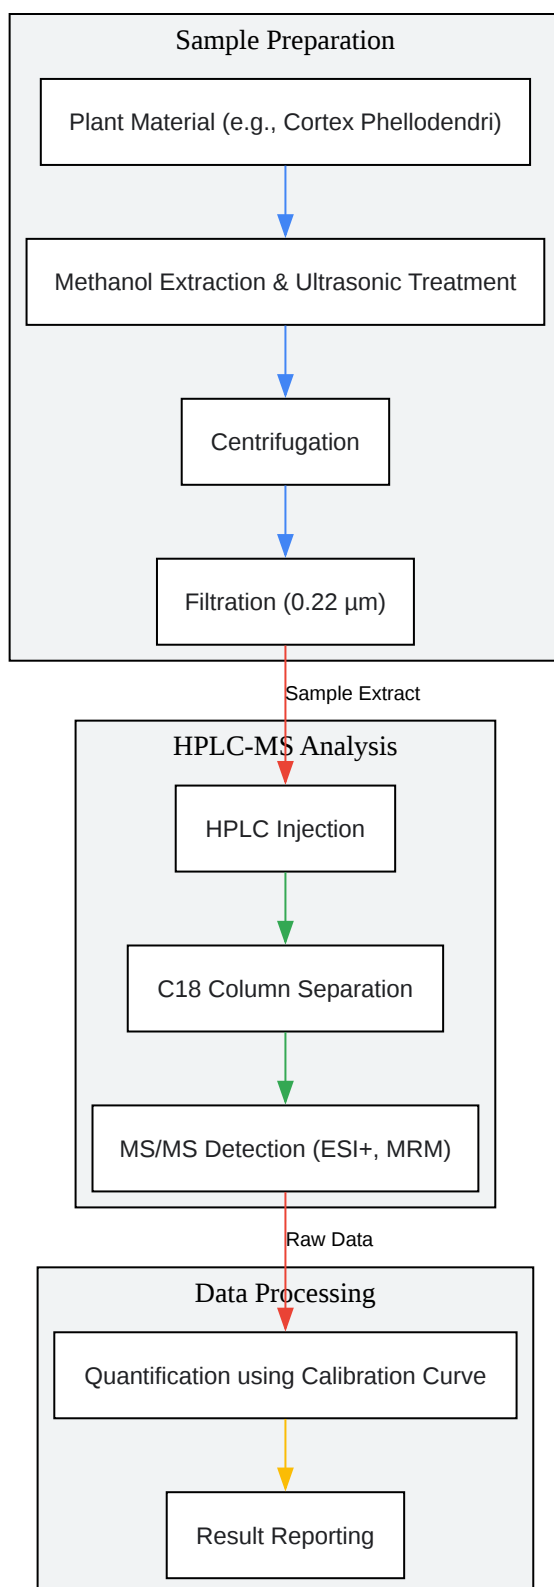 Sample Preparation
Plant Material (e.g., Cortex Phellodendri)
Methanol Extraction & Ultrasonic Treatment
Centrifugation
Filtration (0.22 µm)
Sample Extract
HPLC-MS Analysis
HPLC Injection
C18 Column Separation
MS/MS Detection (ESI+, MRM)
Raw Data
Data Processing
Quantification using Calibration Curve
Result Reporting